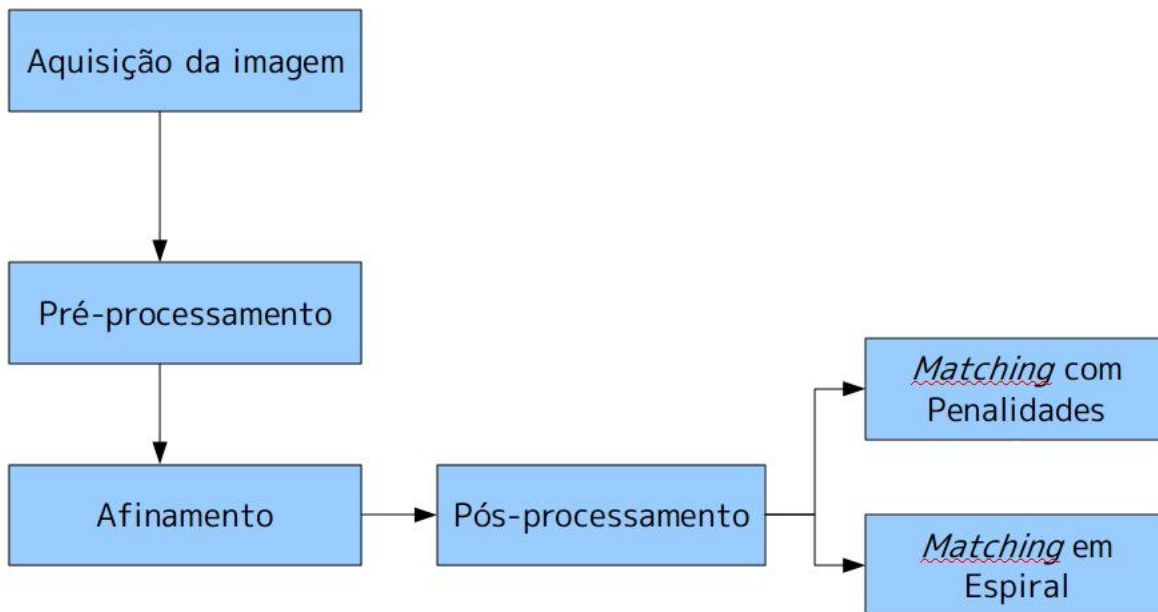 Aquisição da imagem
Pré-processamento
Afinamento
Pós-processamento
Matching com
Penalidades
Matching em
Espiral